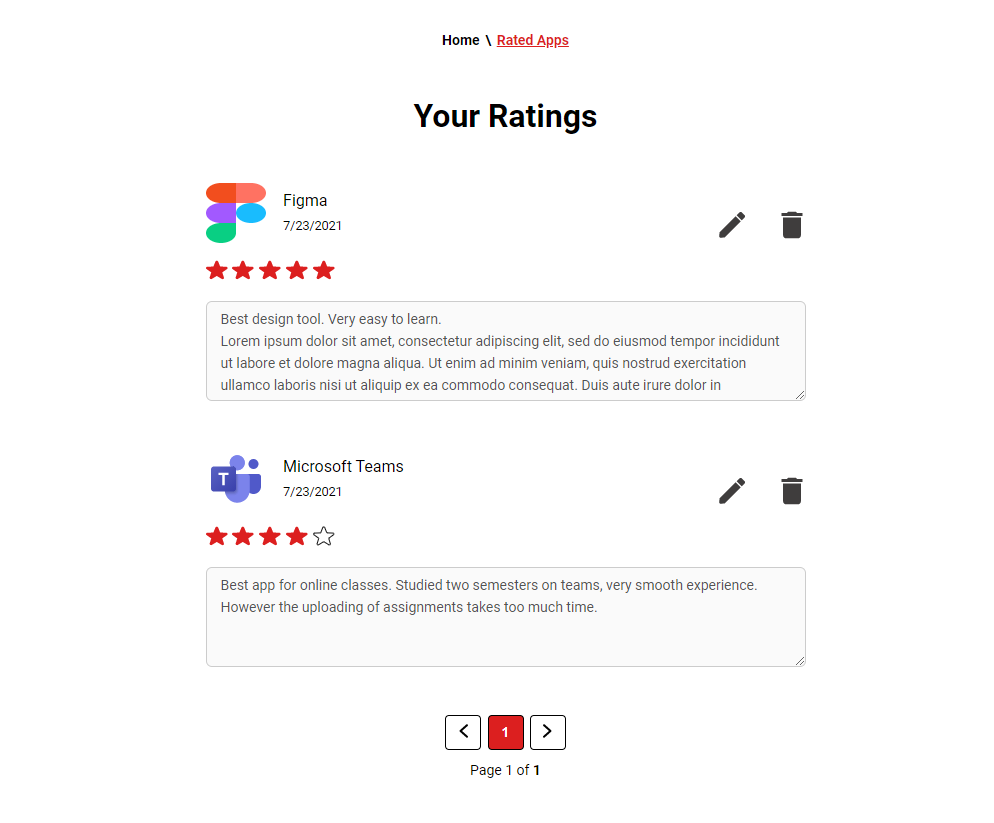 Home \ Rated Apps
Your Ratings
Figma
7/23/2021
Best design tool. Very easy to learn.
Lorem ipsum dolor sit amet, consectetur adipiscing elit, sed do eiusmod tempor incididunt
ut labore et dolore magna aliqua. Ut enim ad minim veniam, quis nostrud exercitation
ullamco laboris nisi ut aliquip ex ea commodo consequat. Duis aute irure dolor in
T
Microsoft Teams
7/23/2021
Best app for online classes. Studied two semesters on teams, very smooth experience.
However the uploading of assignments takes too much time.
1
Page 1 of 1